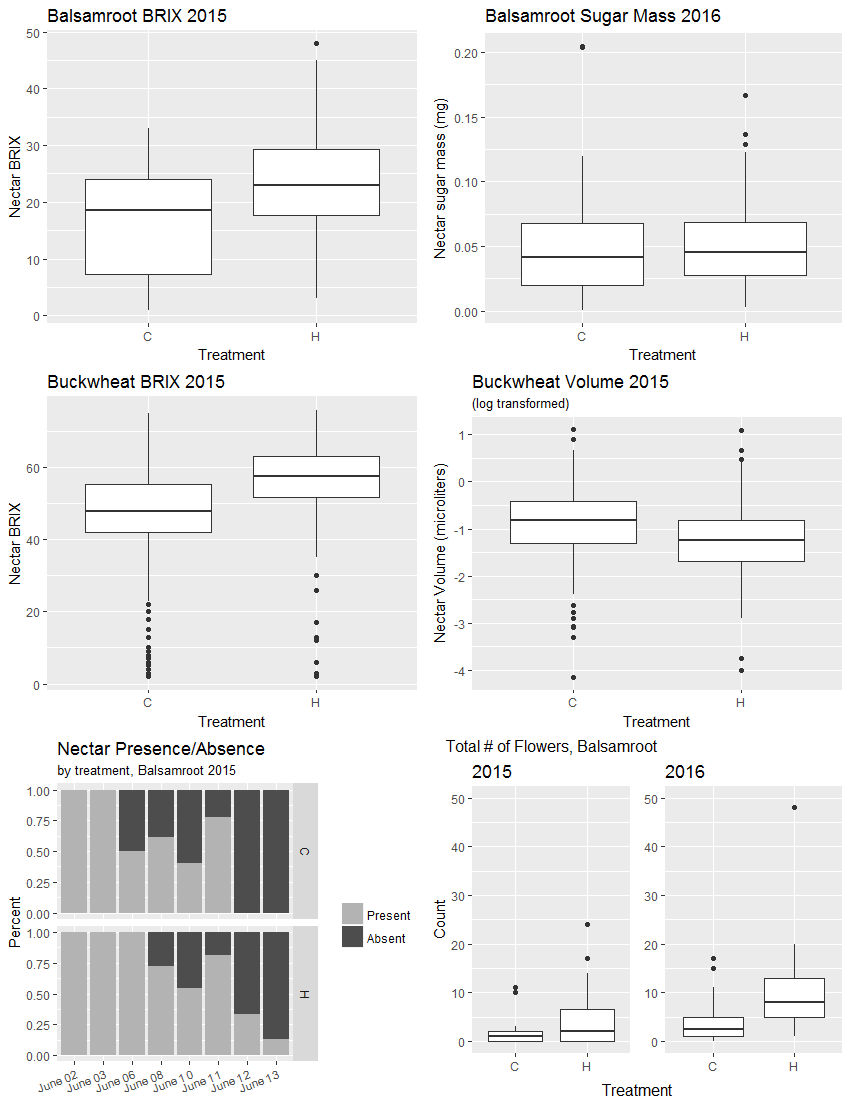 Balsamroot BRIX 2015
50
40
30
20
10
0
Nectar BRIX
C
H
Treatment
Balsamroot Sugar Mass 2016
0.20
0.15
0.10
0.05
0.00
Nectar sugar mass (mg)
C
H
Treatment
Buckwheat BRIX 2015
60
40
20
0
Nectar BRIX
C
H
Treatment
Buckwheat Volume 2015
(log transformed)
1
0
-1
-2
-3
-4
Nectar Volume (microliters)
C
H
Treatment
Nectar Presence/Absence
by treatment, Balsamroot 2015
1.00
0.75
0.50
0.25
0.00
C
1.00
0.75
0.50
0.25
0.00
H
Percent
June 02
June 03
June 06
June 08
June 10
June 11
June 12
June 13
Present
Absent
Total # of Flowers, Balsamroot
2015
50
40
30
20
10
0
Count
C
H
2016
50
40
30
20
10
0
C
H
Treatment